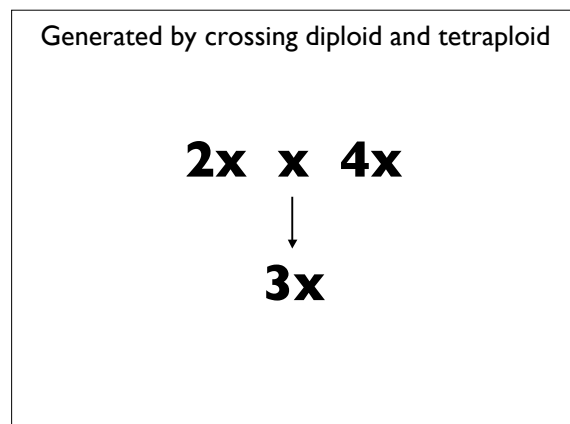 Generated by crossing diploid and tetraploid
2x x 4x
3x